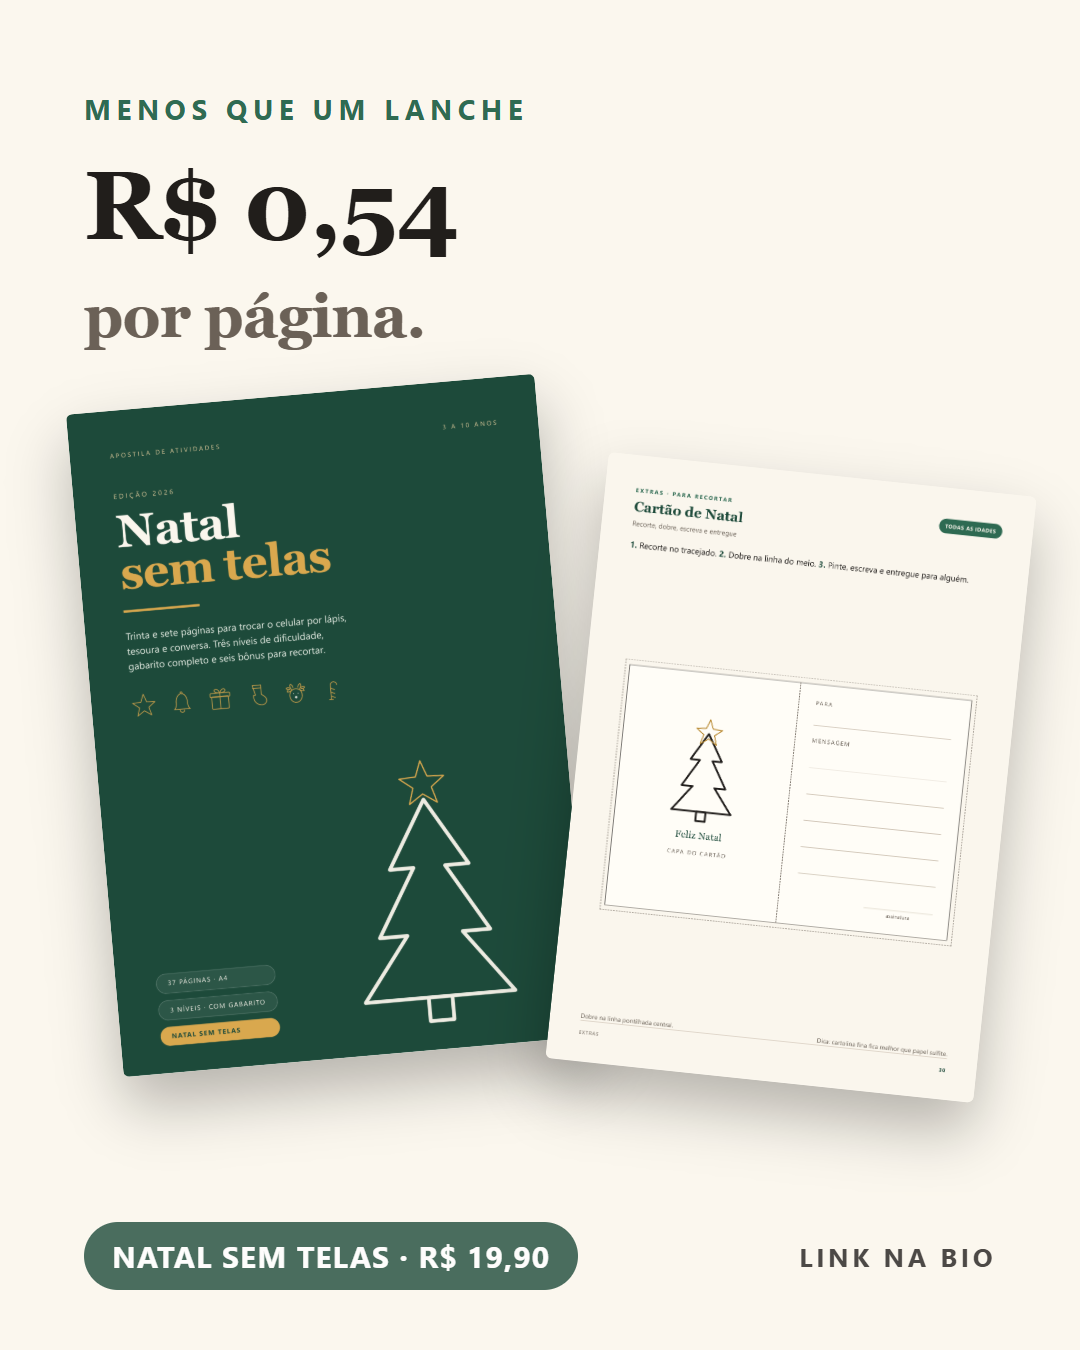 MENOS QUE UM LANCHE
R$ 0,54
por página.
APOSTILA DE ATIVIDADES
3 A 10 ANOS
EDIÇÃO 2026
Natal
sem telas
Trinta e sete páginas para trocar o celular por lápis,
tesoura e conversa. Três níveis de dificuldade,
gabarito completo e seis bônus para recortar.
37 PÁGINAS · A4
3 NÍVEIS · COM GABARITO
NATAL SEM TELAS
EXTRAS · PARA RECORTAR
Cartão de Natal
Recorte, dobre, escreva e entregue
TODAS AS IDADES
1. Recorte no tracejado. 2. Dobre na linha do meio. 3. Pinte, escreva e entregue para alguém.
Feliz Natal
CAPA DO CARTÃO
PARA
MENSAGEM
assinatura
Dobre na linha pontilhada central.
Dica: cartolina fina fica melhor que papel sulfite.
EXTRAS
30
NATAL SEM TELAS · R$ 19,90
LINK NA BIO